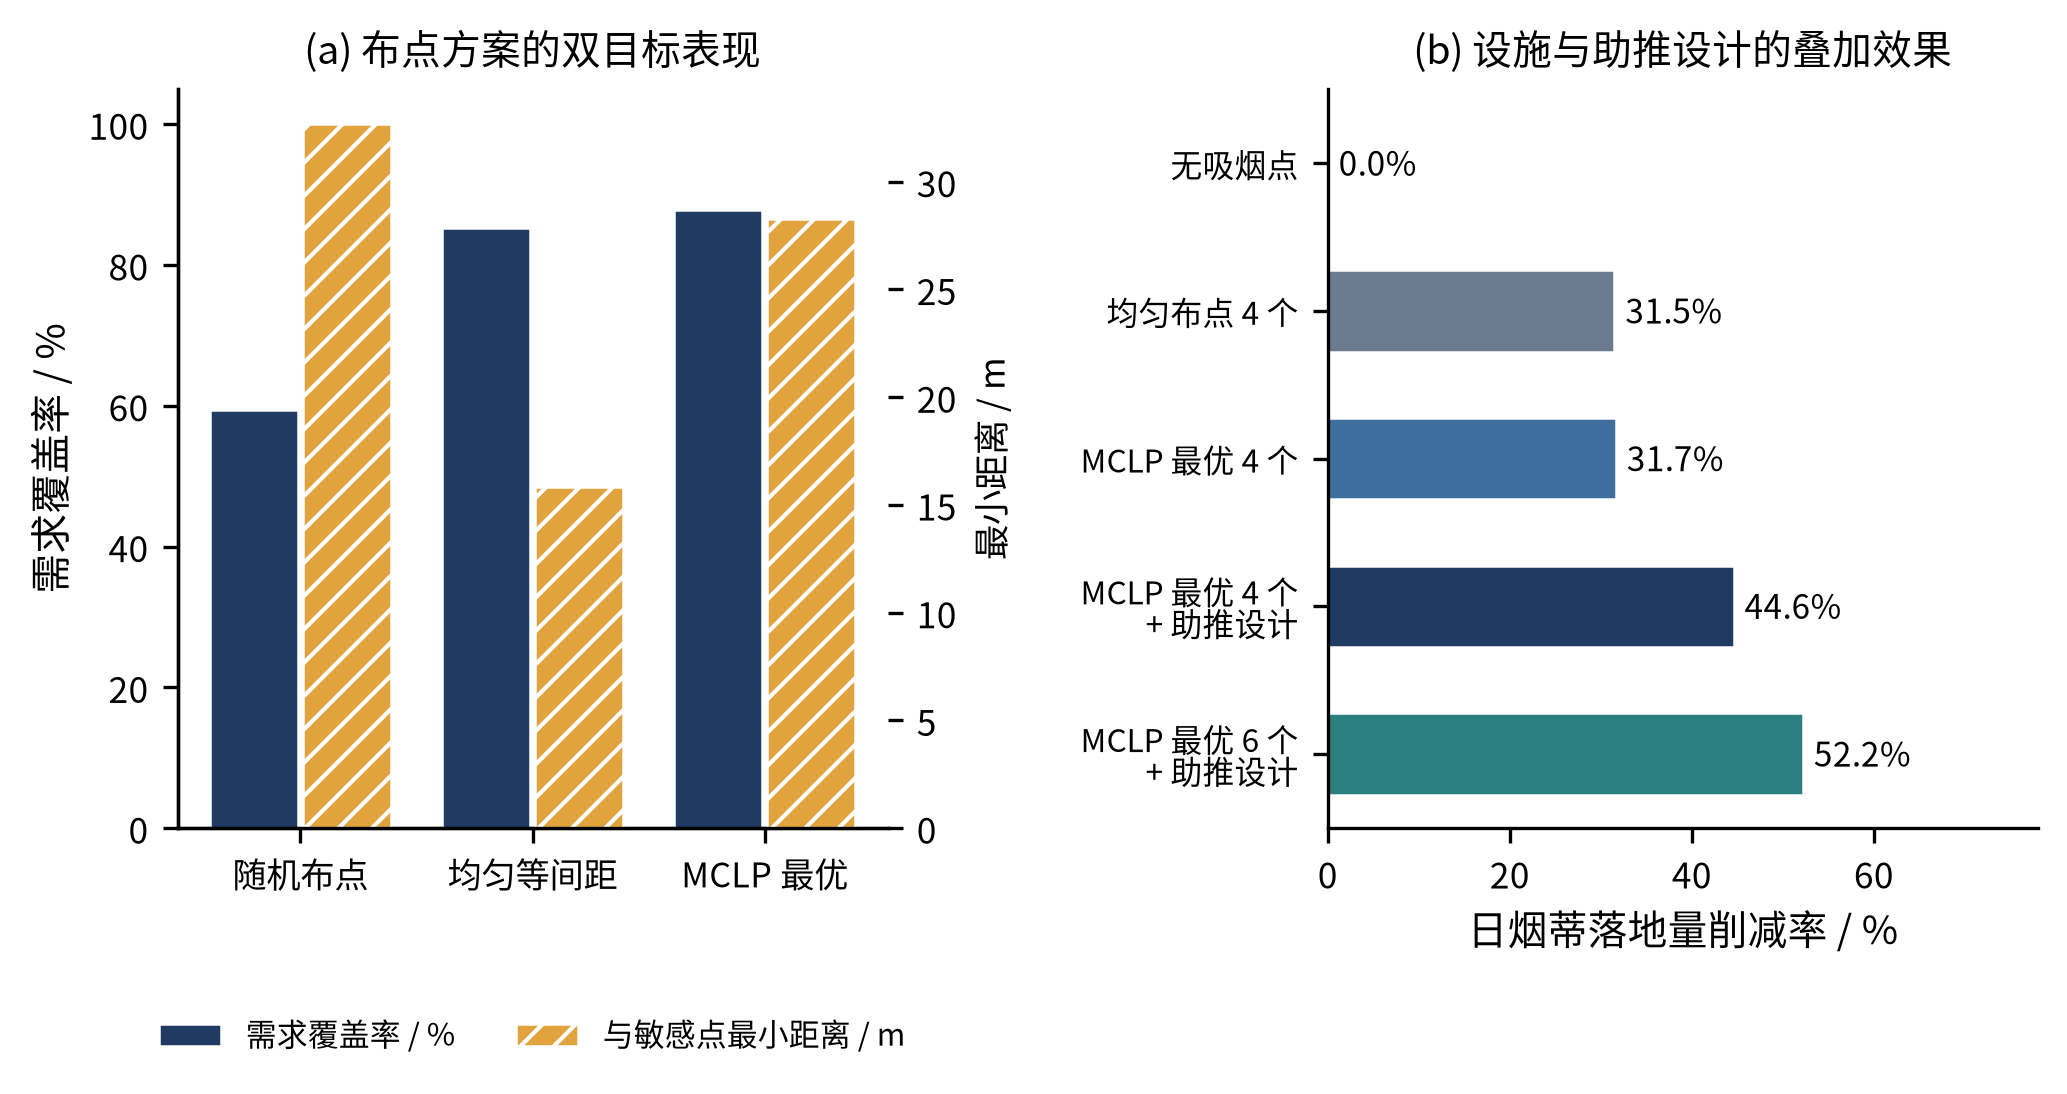 (a) 布点方案的双目标表现
需求覆盖率 / %
100
80
60
40
20
0
30
25
20
15
10
5
0
最小距离 / m
随机布点
均匀等间距
MCLP 最优
需求覆盖率 / %
与敏感点最小距离 / m
(b) 设施与助推设计的叠加效果
无吸烟点
0.0%
均匀布点 4 个
31.5%
MCLP 最优 4 个
31.7%
MCLP 最优 4 个
+ 助推设计
44.6%
MCLP 最优 6 个
+ 助推设计
52.2%
0
20
40
60
日烟蒂落地量削减率 / %